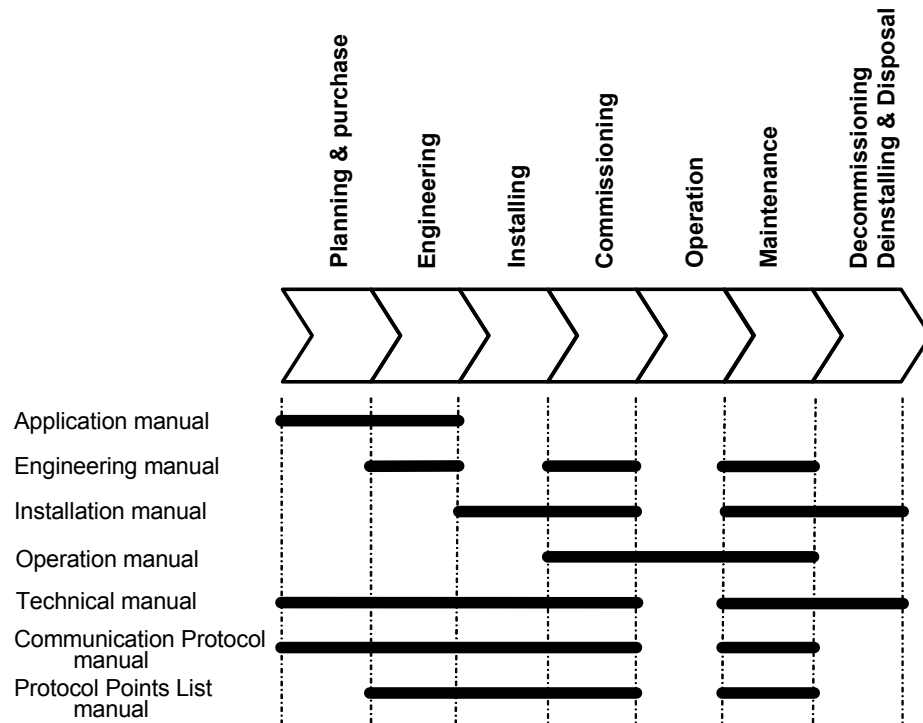 Planning & purchase
Engineering
Installing
Commissioning
Operation
Maintenance
Decommissioning
Deinstalling & Disposal
Application manual
Engineering manual
Installation manual
Operation manual
Technical manual
Communication Protocol
manual
Protocol Points List
manual